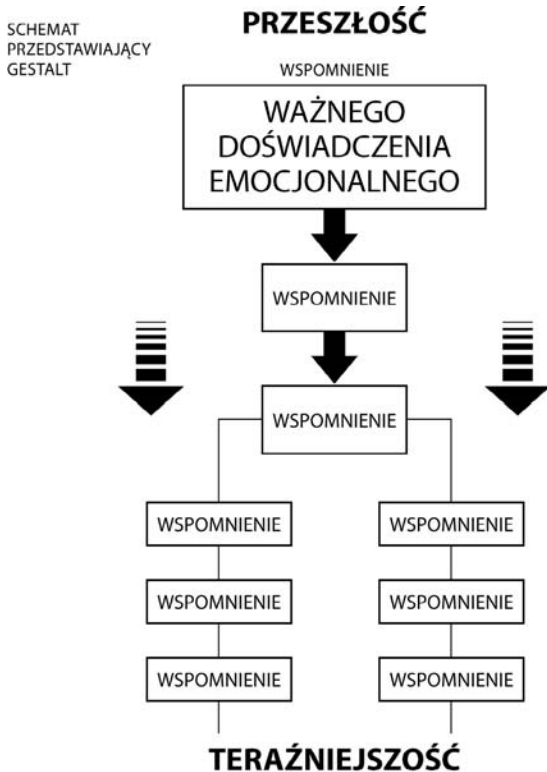 SCHEMAT
PRZEDSTAWIAJĄCY
GESTALT
PRZESZŁOŚĆ
WSPOMNIENIE
WAŻNEGO
DOŚWIADCZENIA
EMOCJONALNEGO
WSPOMNIENIE
WSPOMNIENIE
WSPOMNIENIE
WSPOMNIENIE
WSPOMNIENIE
WSPOMNIENIE
WSPOMNIENIE
WSPOMNIENIE
TERAŹNIEJSZOŚĆ